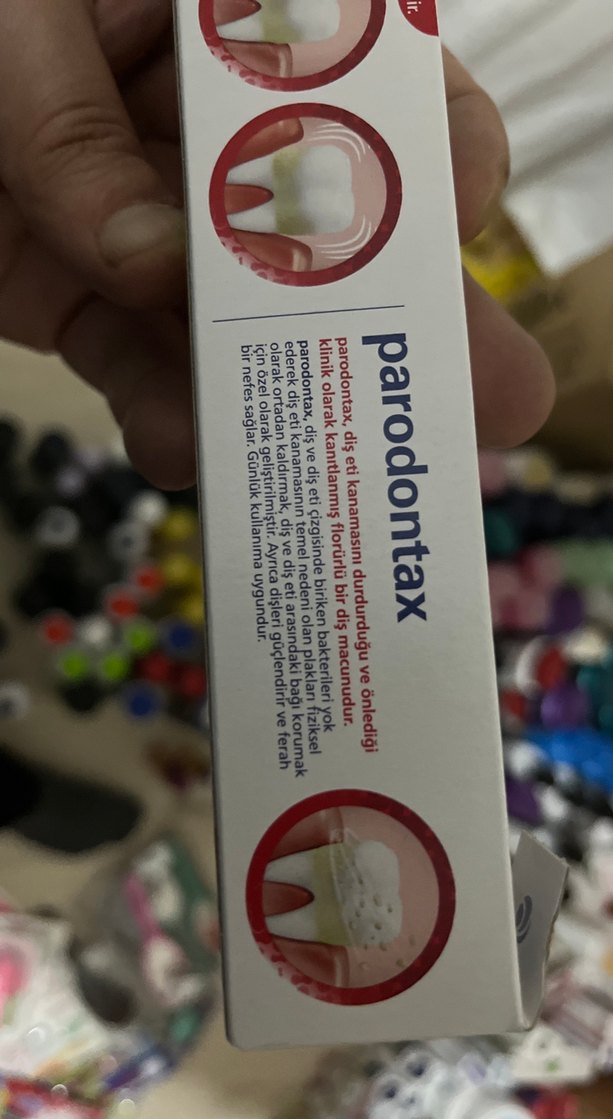 ir.
parodontax
parodontax, diş eti kanamasını durdurduğu ve önlediği
klinik olarak kanıtlanmış florürlü bir diş macunudur.
parodontax, diş ve diş eti çizgisinde biriken bakterileri yok
ederek diş eti kanamasının temel nedeni olan plakları fiziksel
olarak ortadan kaldırmak, diş ve diş eti arasındaki bağı korumak
için özel olarak geliştirilmiştir. Ayrıca dişleri güçlendirir ve ferah
bir nefes sağlar. Günlük kullanıma uygundur.